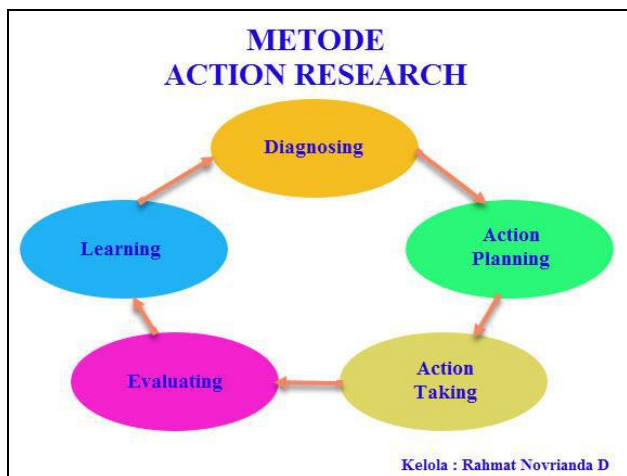 METODE
ACTION RESEARCH
Diagnosing
Action
Planning
Action
Taking
Evaluating
Learning
Kelola : Rahmat Novrianda D